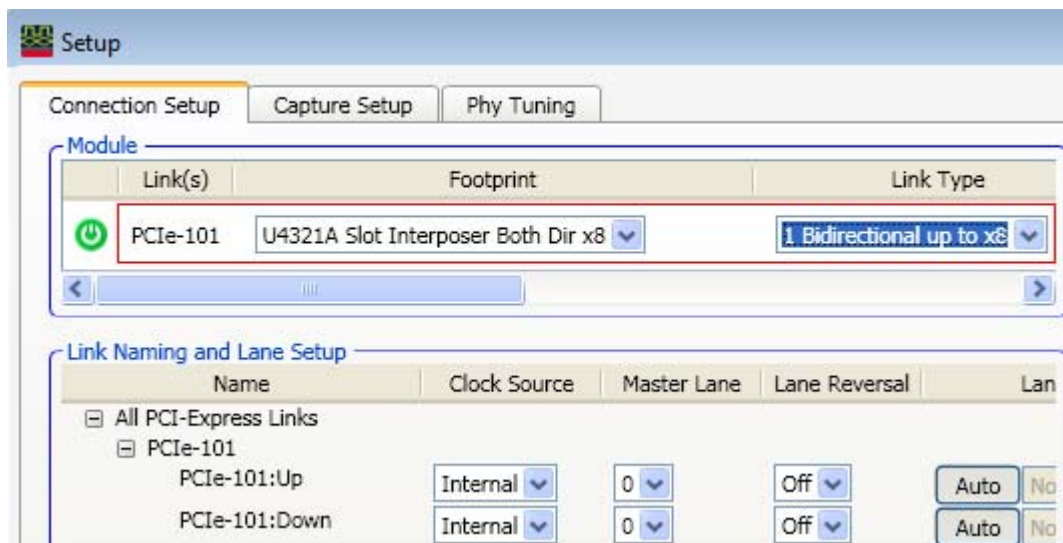 Setup
Connection Setup Capture Setup Phy Tuning
Module
Link(s) Footprint Link Type
PCIe-101 U4321A Slot Interposer Both Dir x8 1 Bidirectional up to x8
Link Naming and Lane Setup
Name Clock Source Master Lane Lane Reversal Lan
All PCI-Express Links
PCIe-101
PCIe-101:Up Internal 0 Off Auto No
PCIe-101:Down Internal 0 Off Auto No